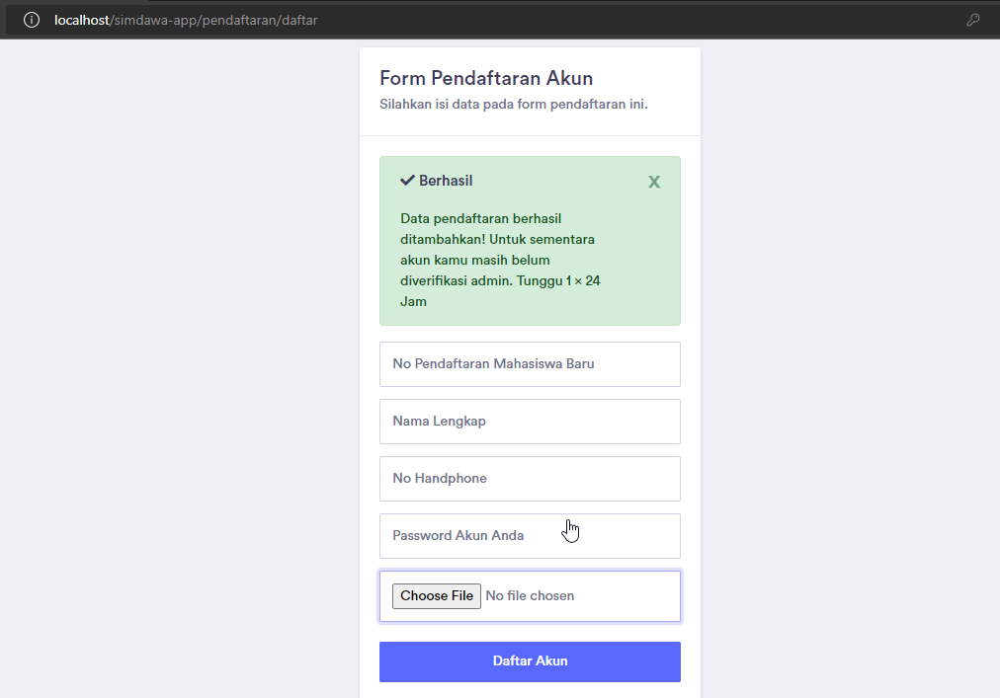 localhost/simdawa-app/pendaftaran/daftar
Form Pendaftaran Akun
Silahkan isi data pada form pendaftaran ini.
Berhasil
X
Data pendaftaran berhasil
ditambahkan! Untuk sementara
akun kamu masih belum
diverifikasi admin. Tunggu 1 × 24
Jam
No Pendaftaran Mahasiswa Baru
Nama Lengkap
No Handphone
Password Akun Anda
Choose File No file chosen
Daftar Akun